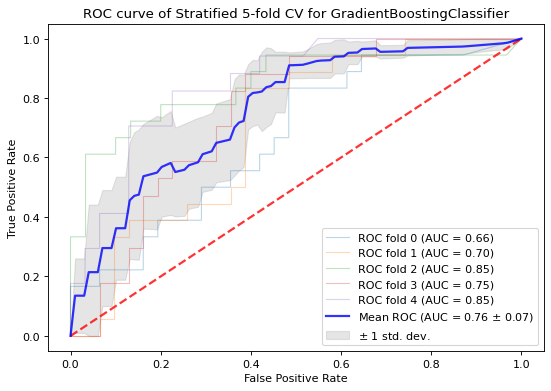 ROC curve of Stratified 5-fold CV for GradientBoostingClassifier
True Positive Rate
1.0
0.8
0.6
0.4
0.2
0.0
0.0 0.2 0.4 0.6 0.8 1.0
False Positive Rate
ROC fold 0 (AUC = 0.66)
ROC fold 1 (AUC = 0.70)
ROC fold 2 (AUC = 0.85)
ROC fold 3 (AUC = 0.75)
ROC fold 4 (AUC = 0.85)
Mean ROC (AUC = 0.76 ± 0.07)
± 1 std. dev.